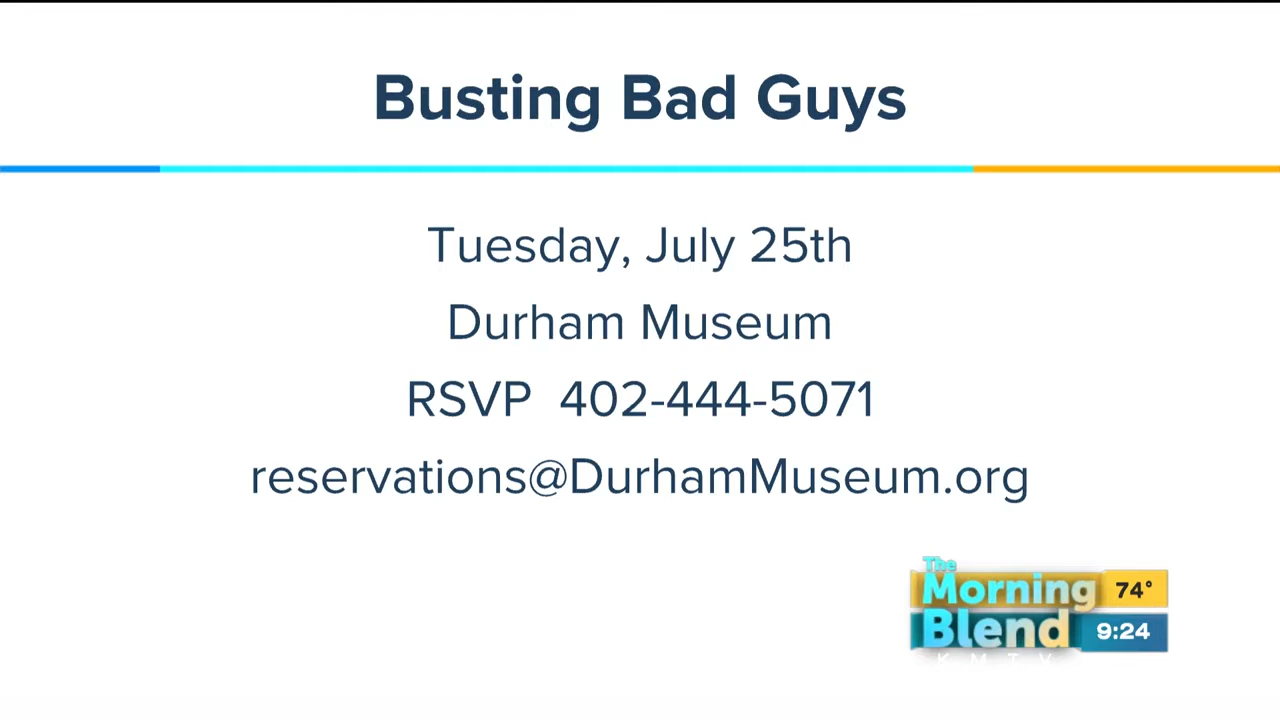 Busting Bad Guys
Tuesday, July 25th
Durham Museum
RSVP 402-444-5071
reservations@DurhamMuseum.org
The
Morning 74°
Blend 9:24
K M T V